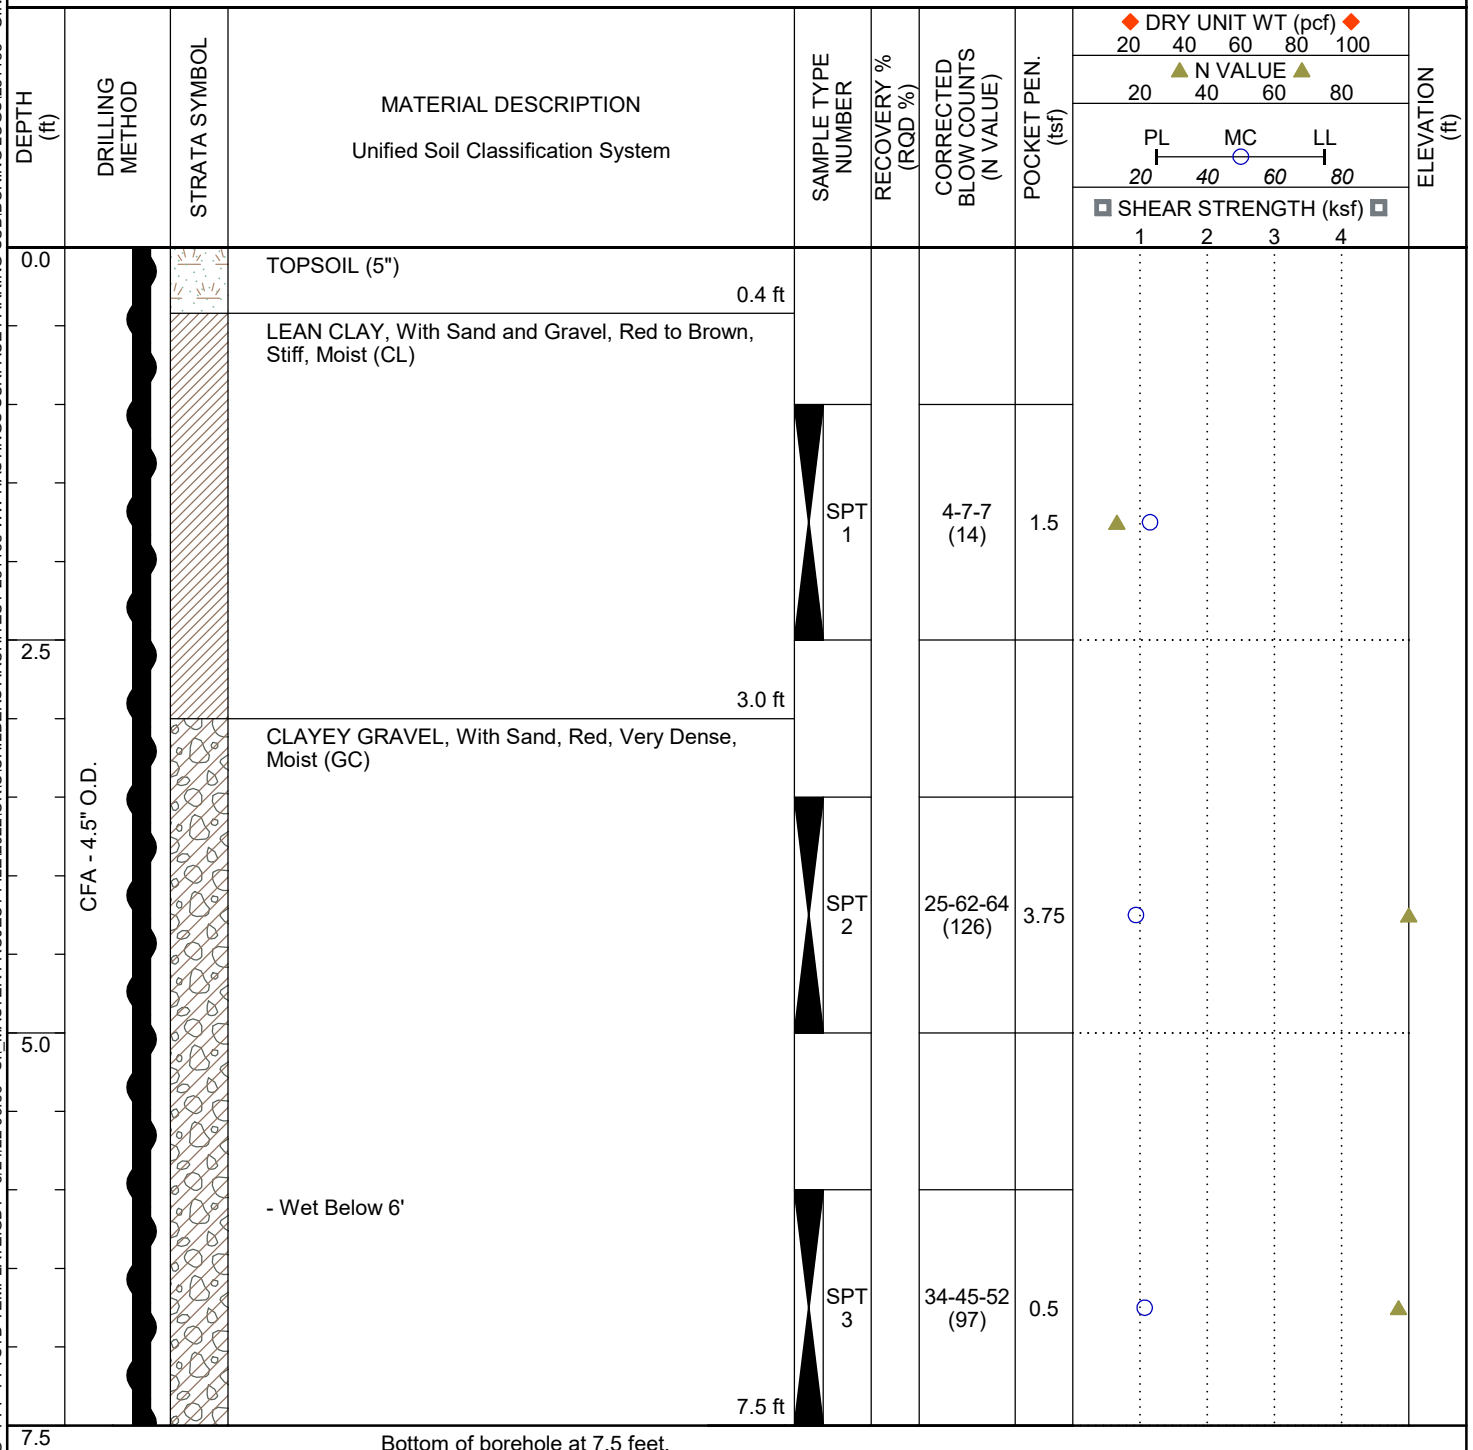 DEPTH
(ft)
DRILLING
METHOD
STRATA SYMBOL
MATERIAL DESCRIPTION
Unified Soil Classification System
SAMPLE TYPE
NUMBER
RECOVERY %
(RQD %)
CORRECTED
BLOW COUNTS
(N VALUE)
POCKET PEN.
(tsf)
DRY UNIT WT (pcf)
20 40 60 80 100
N VALUE
20 40 60 80
PL MC LL
20 40 60 80
SHEAR STRENGTH (ksf)
1 2 3 4
ELEVATION
(ft)
0.0
TOPSOIL (5")
0.4 ft
LEAN CLAY, With Sand and Gravel, Red to Brown,
Stiff, Moist (CL)
SPT
1
4-7-7
(14)
1.5
2.5
3.0 ft
CLAYEY GRAVEL, With Sand, Red, Very Dense,
Moist (GC)
CFA - 4.5" O.D.
SPT
2
25-62-64
(126)
3.75
5.0
- Wet Below 6'
SPT
3
34-45-52
(97)
0.5
7.5 ft
7.5
Bottom of borehole at 7.5 feet.